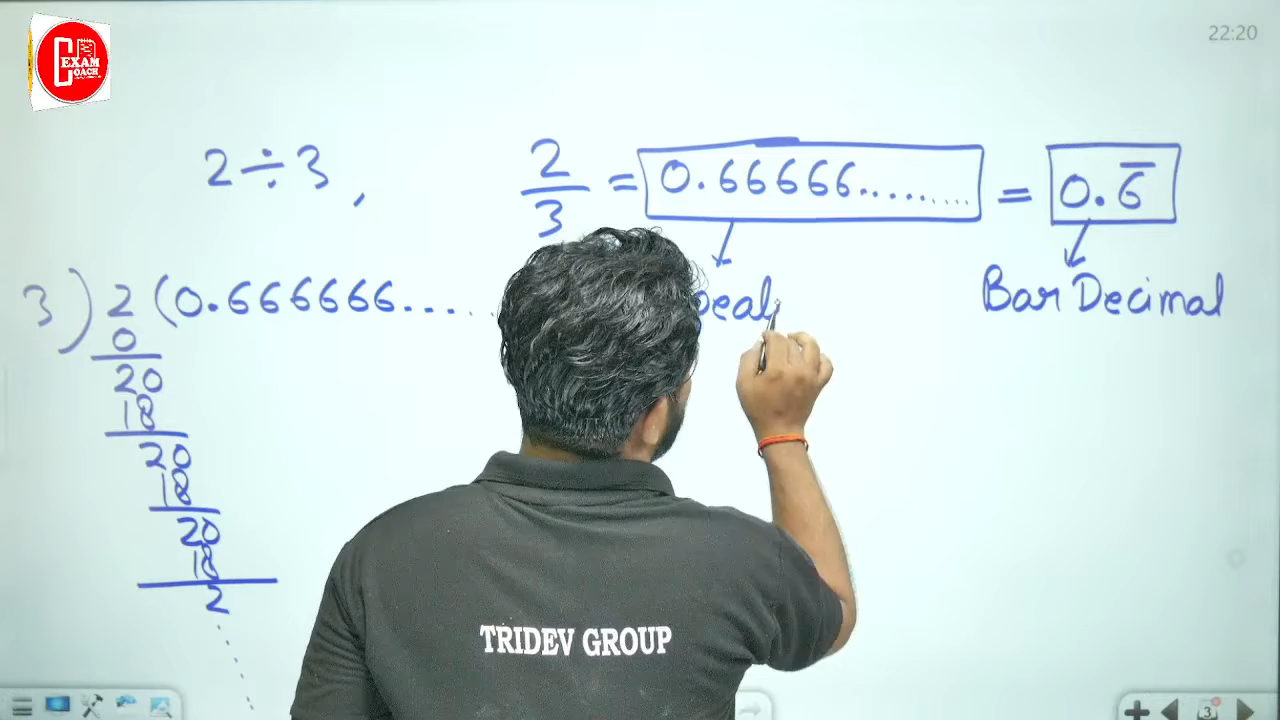 EXAM
COACH
22:20
2 ÷ 3 ,
2/3 = 0.66666......... = 0.6̅
3 ) 2 ( 0.666666.....
0
20
18
20
18
20
18
2
Bar Decimal
TRIDEV GROUP
3